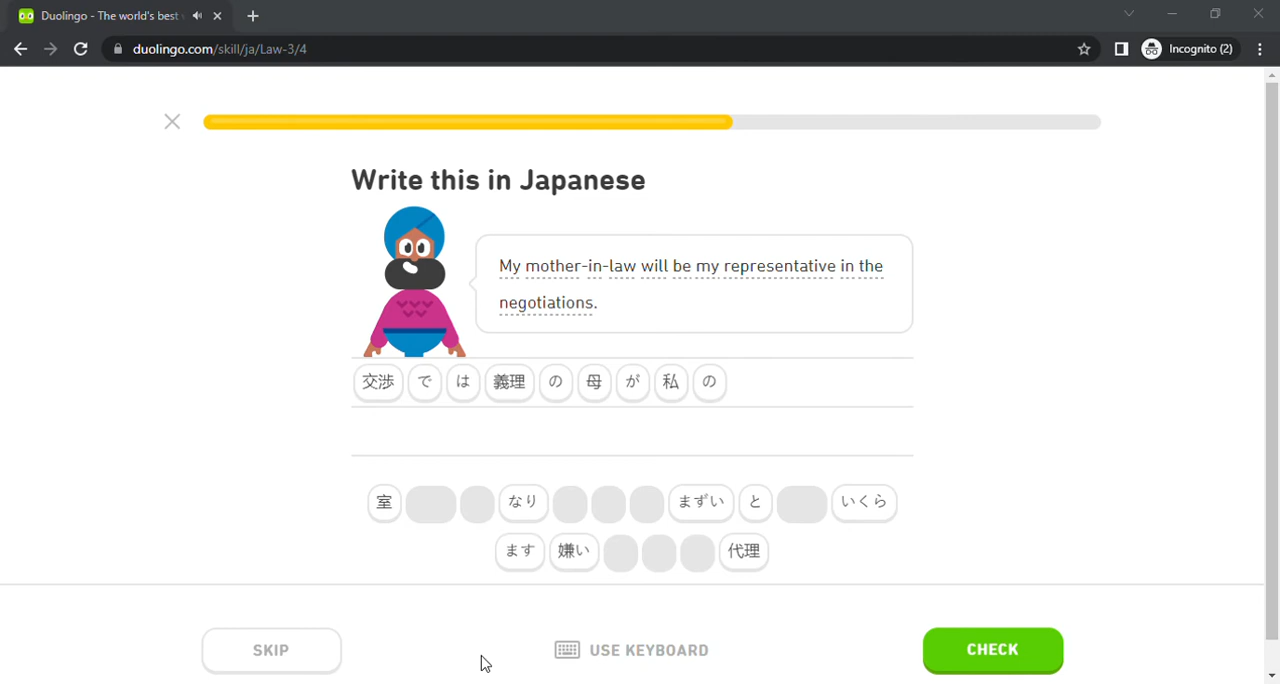 Duolingo - The world's best
duolingo.com/skill/ja/Law-3/4
Incognito (2)
Write this in Japanese
My mother-in-law will be my representative in the
negotiations.
交渉 で は 義理 の 母 が 私 の
室 なり まずい と いくら
ます 嫌い 代理
SKIP USE KEYBOARD CHECK